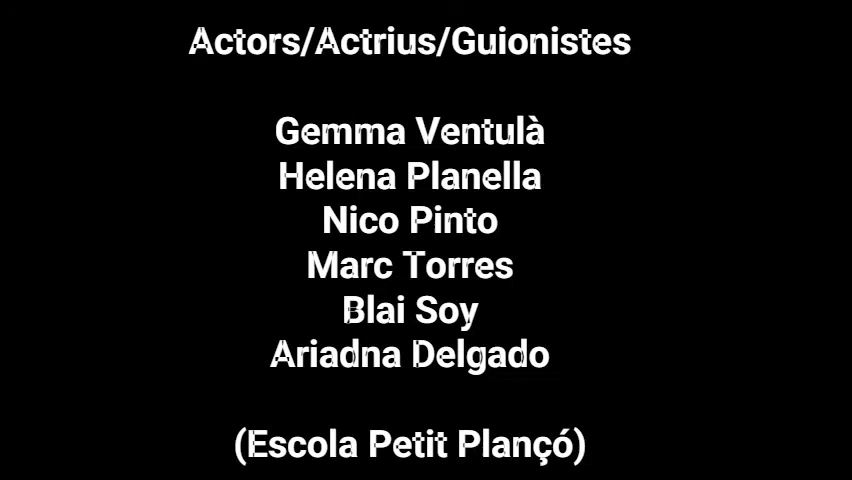 Actors/Actrius/Guionistes
Gemma Ventulà
Helena Planella
Nico Pinto
Marc Torres
Blai Soy
Ariadna Delgado
(Escola Petit Plançó)